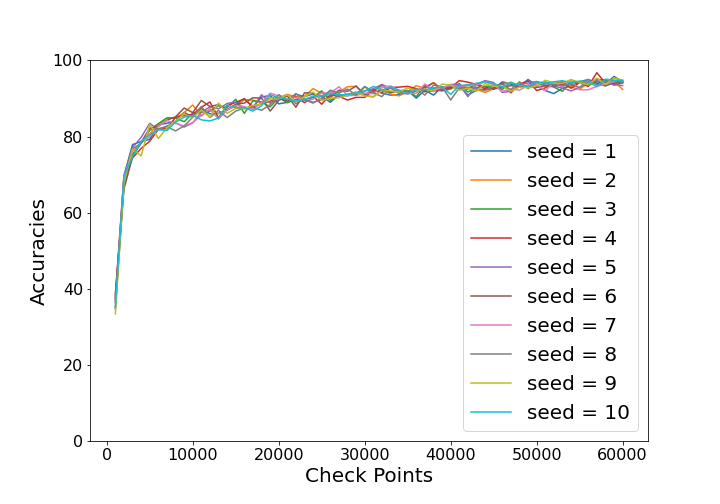 100
80
60
40
20
0
Accuracies
seed = 1
seed = 2
seed = 3
seed = 4
seed = 5
seed = 6
seed = 7
seed = 8
seed = 9
seed = 10
0 10000 20000 30000 40000 50000 60000
Check Points